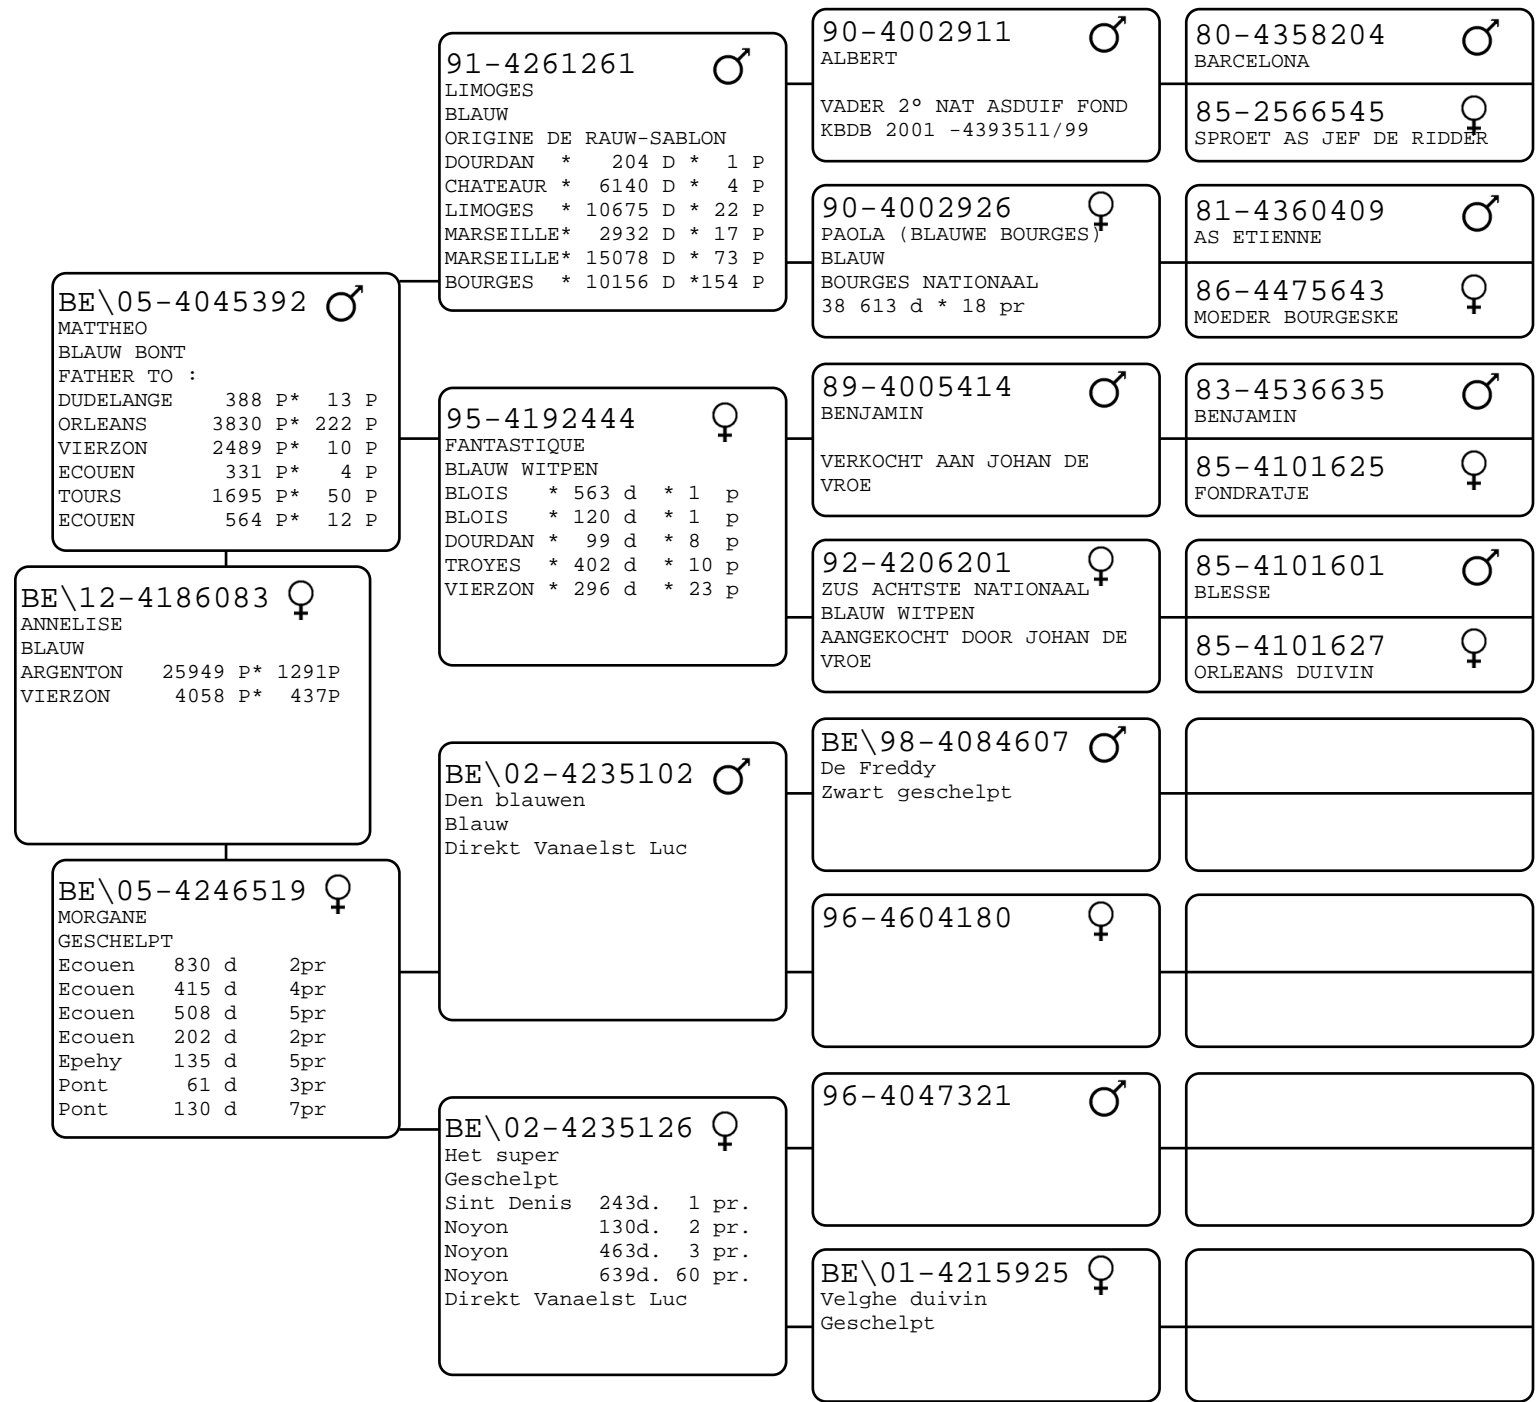 BE\05-4045392 ♂
MATTHEO
BLAUW BONT
FATHER TO :
DUDELANGE 388 P* 13 P
ORLEANS 3830 P* 222 P
VIERZON 2489 P* 10 P
ECOUEN 331 P* 4 P
TOURS 1695 P* 50 P
ECOUEN 564 P* 12 P
BE\12-4186083 ♀
ANNELISE
BLAUW
ARGENTON 25949 P* 1291P
VIERZON 4058 P* 437P
BE\05-4246519 ♀
MORGANE
GESCHELPT
Ecouen 830 d 2pr
Ecouen 415 d 4pr
Ecouen 508 d 5pr
Ecouen 202 d 2pr
Epehy 135 d 5pr
Pont 61 d 3pr
Pont 130 d 7pr
91-4261261 ♂
LIMOGES
BLAUW
ORIGINE DE RAUW-SABLON
DOURDAN * 204 D * 1 P
CHATEAUR * 6140 D * 4 P
LIMOGES * 10675 D * 22 P
MARSEILLE* 2932 D * 17 P
MARSEILLE* 15078 D * 73 P
BOURGES * 10156 D *154 P
95-4192444 ♀
FANTASTIQUE
BLAUW WITPEN
BLOIS * 563 d * 1 p
BLOIS * 120 d * 1 p
DOURDAN * 99 d * 8 p
TROYES * 402 d * 10 p
VIERZON * 296 d * 23 p
BE\02-4235102 ♂
Den blauwen
Blauw
Direkt Vanaelst Luc
BE\02-4235126 ♀
Het super
Geschelpt
Sint Denis 243d. 1 pr.
Noyon 130d. 2 pr.
Noyon 463d. 3 pr.
Noyon 639d. 60 pr.
Direkt Vanaelst Luc
90-4002911 ♂
ALBERT
VADER 2º NAT ASDUIF FOND
KBDB 2001 -4393511/99
90-4002926 ♀
PAOLA (BLAUWE BOURGES)
BLAUW
BOURGES NATIONAAL
38 613 d * 18 pr
89-4005414 ♂
BENJAMIN
VERKOCHT AAN JOHAN DE
VROE
92-4206201 ♀
ZUS ACHTSTE NATIONAAL
BLAUW WITPEN
AANGEKOCHT DOOR JOHAN DE
VROE
BE\98-4084607 ♂
De Freddy
Zwart geschelpt
96-4604180 ♀
96-4047321 ♂
BE\01-4215925 ♀
Velghe duivin
Geschelpt
80-4358204 ♂
BARCELONA
85-2566545 ♀
SPROET AS JEF DE RIDDER
81-4360409 ♂
AS ETIENNE
86-4475643 ♀
MOEDER BOURGESKE
83-4536635 ♂
BENJAMIN
85-4101625 ♀
FONDRATJE
85-4101601 ♂
BLESSE
85-4101627 ♀
ORLEANS DUIVIN